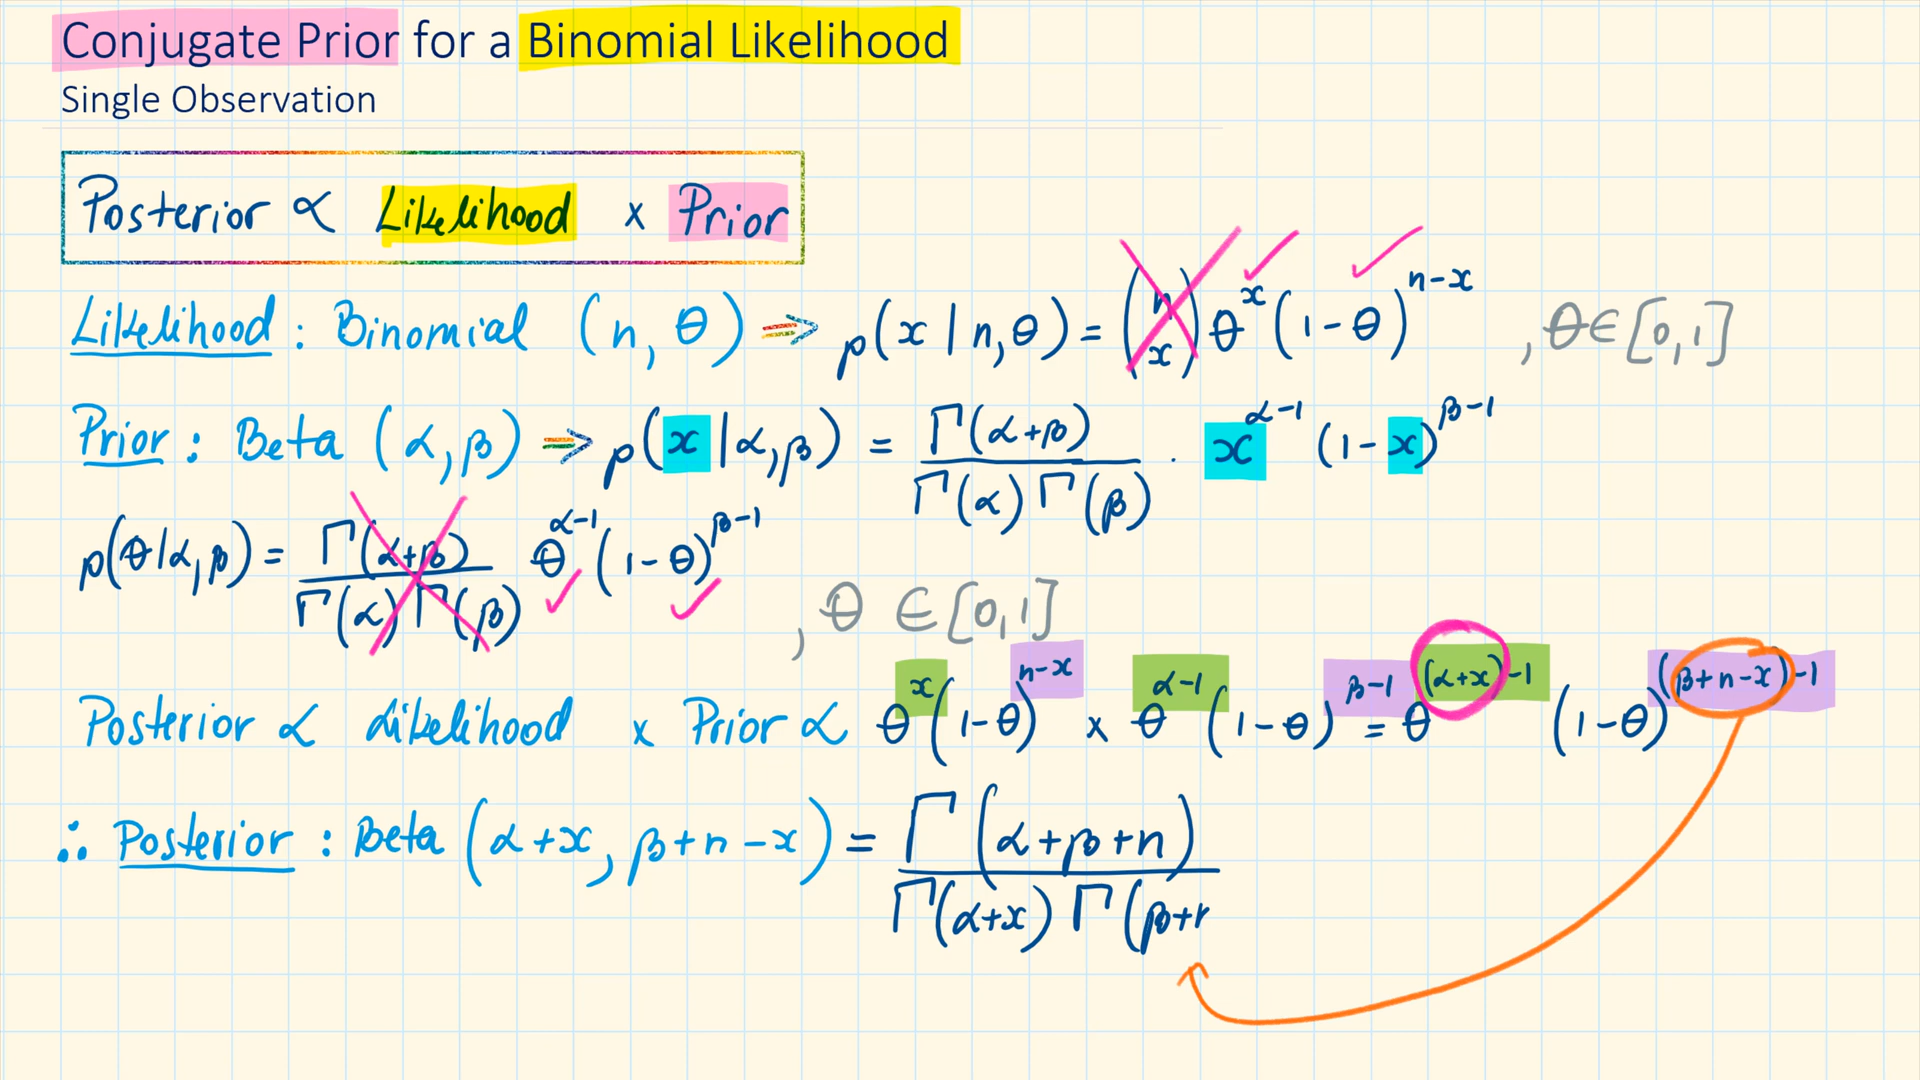 Conjugate Prior for a Binomial Likelihood
Single Observation
Posterior ∝ Likelihood x Prior
Likelihood : Binomial (n, θ) ⇒ p(x | n, θ) = (n x) θ^x (1 - θ)^{n-x} , θ ∈ [0,1]
Prior : Beta (α, β) ⇒ p(x | α, β) = Γ(α+β) / Γ(α) Γ(β) · x^{α-1} (1 - x)^{β-1}
p(θ | α, β) = Γ(α+β) / Γ(α) Γ(β) θ^{α-1} (1 - θ)^{β-1} , θ ∈ [0,1]
Posterior ∝ Likelihood x Prior ∝ θ^x (1-θ)^{n-x} x θ^{α-1} (1-θ)^{β-1} = θ^{(α+x)-1} (1-θ)^{(β+n-x)-1}
∴ Posterior : Beta (α+x, β+n-x) = Γ(α+β+n) / Γ(α+x) Γ(β+